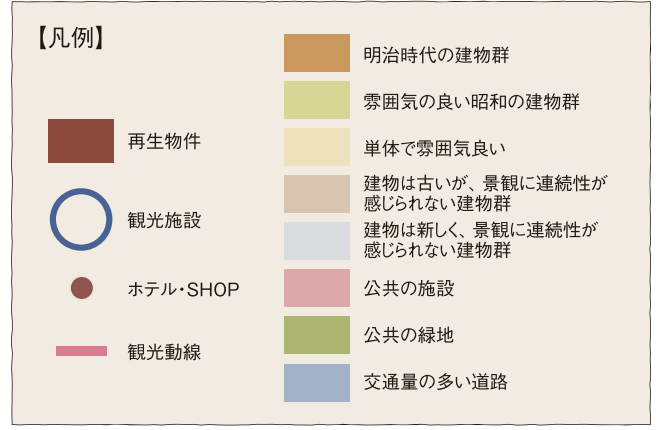 【凡例】
再生物件
観光施設
ホテル・SHOP
観光動線
明治時代の建物群
雰囲気の良い昭和の建物群
単体で雰囲気良い
建物は古いが、景観に連続性が
感じられない建物群
建物は新しく、景観に連続性が
感じられない建物群
公共の施設
公共の緑地
交通量の多い道路